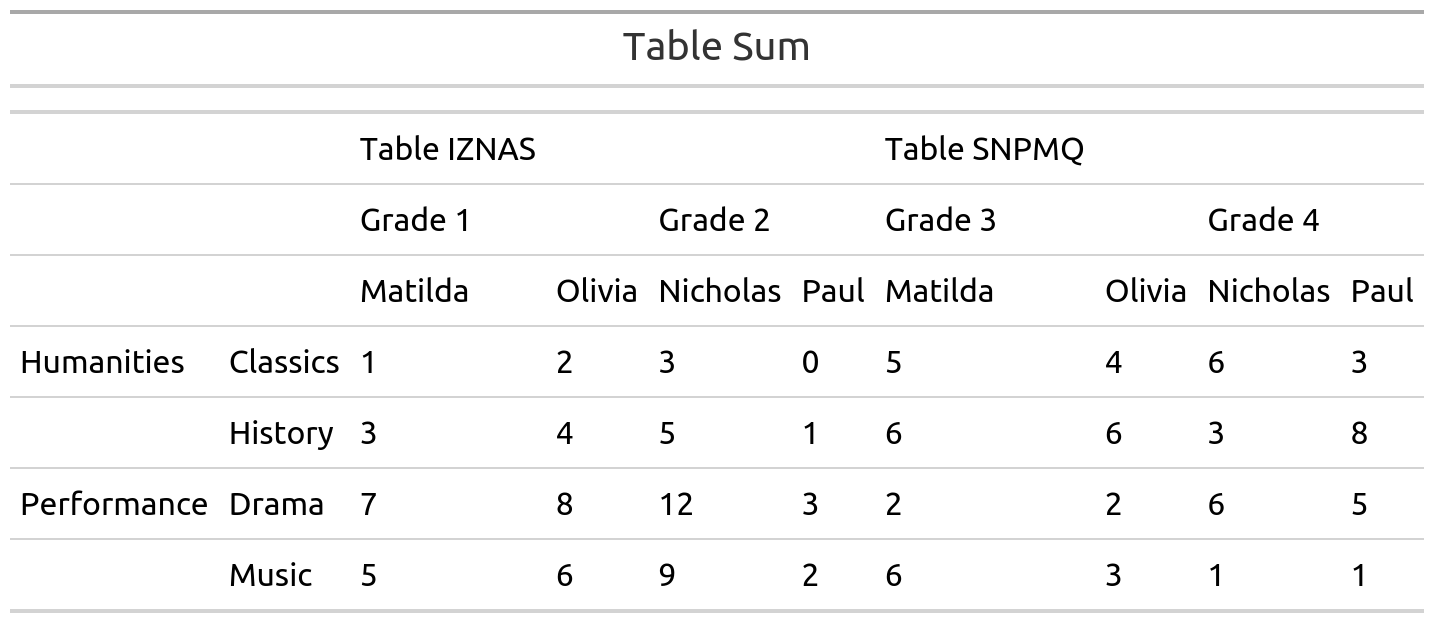 Table Sum
Table IZNAS Table SNPMQ
Grade 1 Grade 2 Grade 3 Grade 4
Matilda Olivia Nicholas Paul Matilda Olivia Nicholas Paul
Humanities Classics 1 2 3 0 5 4 6 3
History 3 4 5 1 6 6 3 8
Performance Drama 7 8 12 3 2 2 6 5
Music 5 6 9 2 6 3 1 1